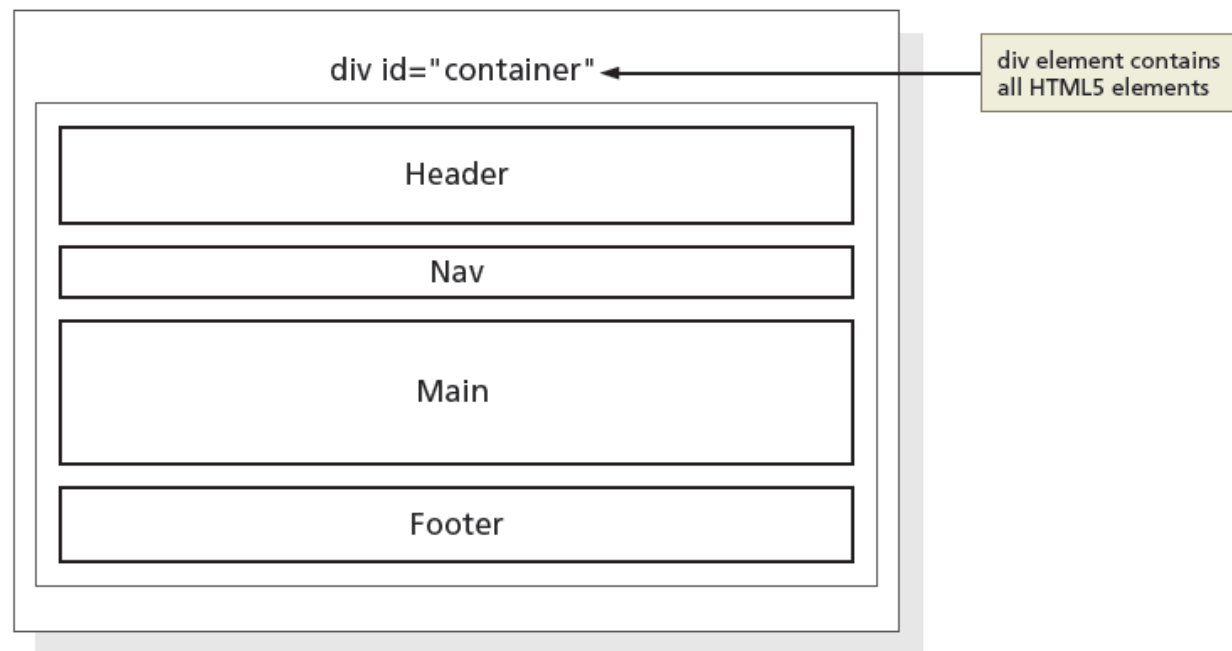 div id="container"
div element contains
all HTML5 elements
Header
Nav
Main
Footer